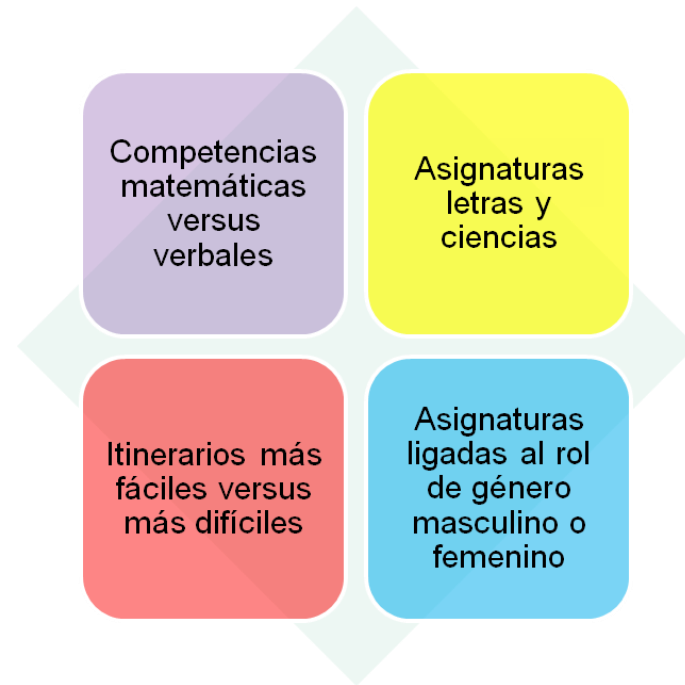 Competencias
matemáticas
versus
verbales
Asignaturas
letras y
ciencias
Itinerarios más
fáciles versus
más difíciles
Asignaturas
ligadas al rol
de género
masculino o
femenino